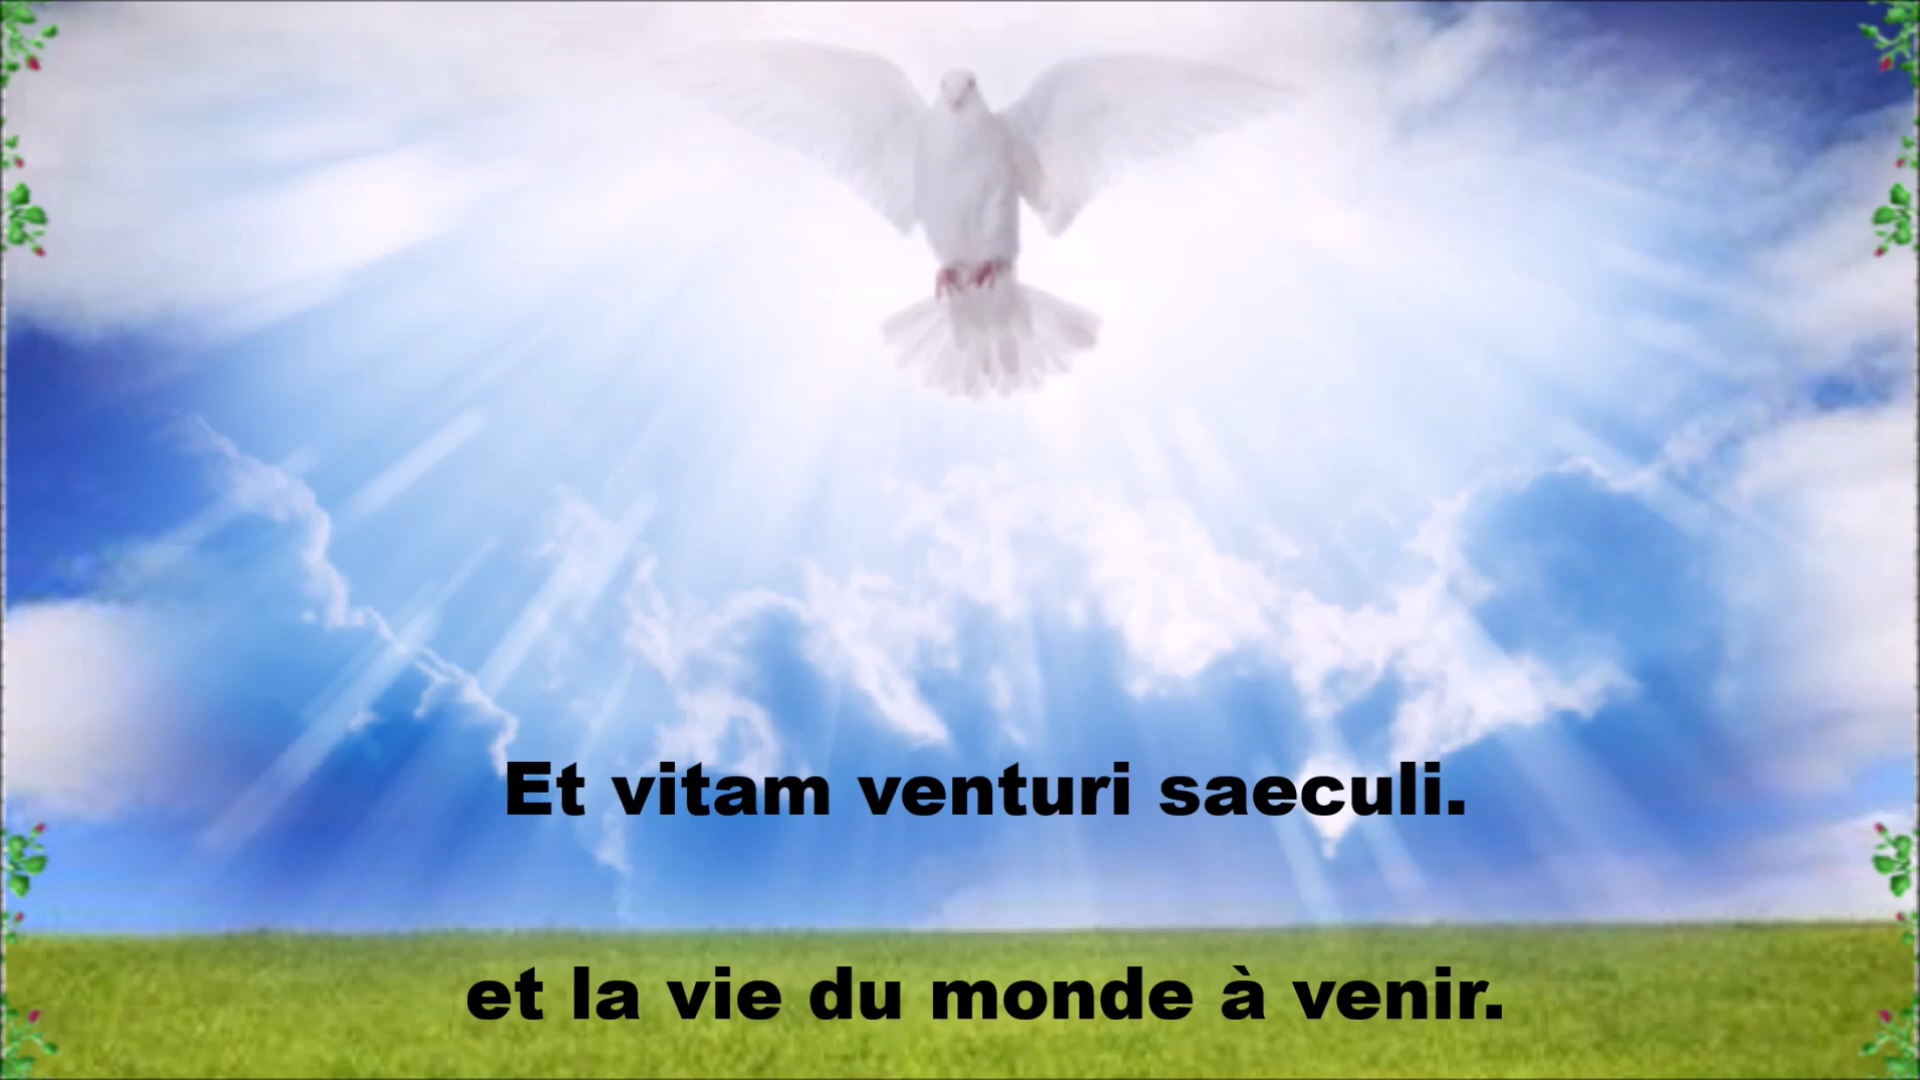 Et vitam venturi saeculi.
et la vie du monde à venir.